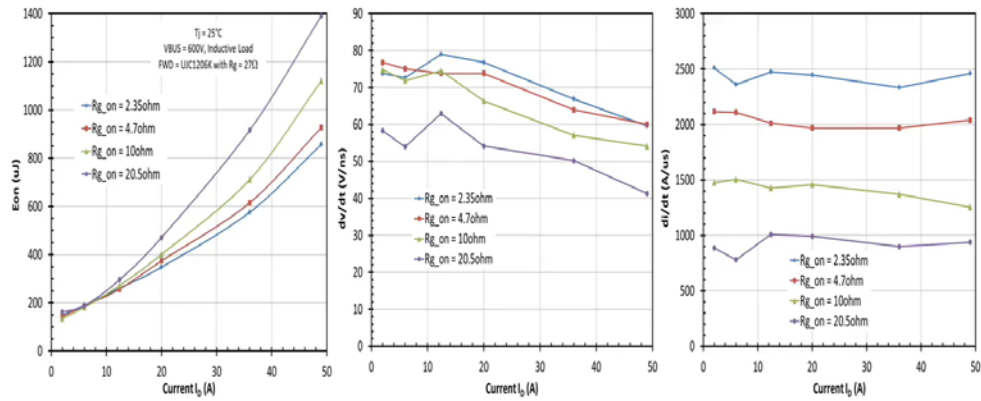 1400
1200
1000
800
600
400
200
0
Eon (uJ)
Tj = 25°C
VBUS = 600V, Inductive Load
FWD = UJC1206K with Rg = 27Ω
Rg_on = 2.35ohm
Rg_on = 4.7ohm
Rg_on = 10ohm
Rg_on = 20.5ohm
0 10 20 30 40 50
Current ID (A)
90
80
70
60
50
40
30
20
10
0
dv/dt (V/ns)
Rg_on = 2.35ohm
Rg_on = 4.7ohm
Rg_on = 10ohm
Rg_on = 20.5ohm
0 10 20 30 40 50
Current ID (A)
3000
2500
2000
1500
1000
500
0
di/dt (A/us)
Rg_on = 2.35ohm
Rg_on = 4.7ohm
Rg_on = 10ohm
Rg_on = 20.5ohm
0 10 20 30 40 50
Current ID (A)